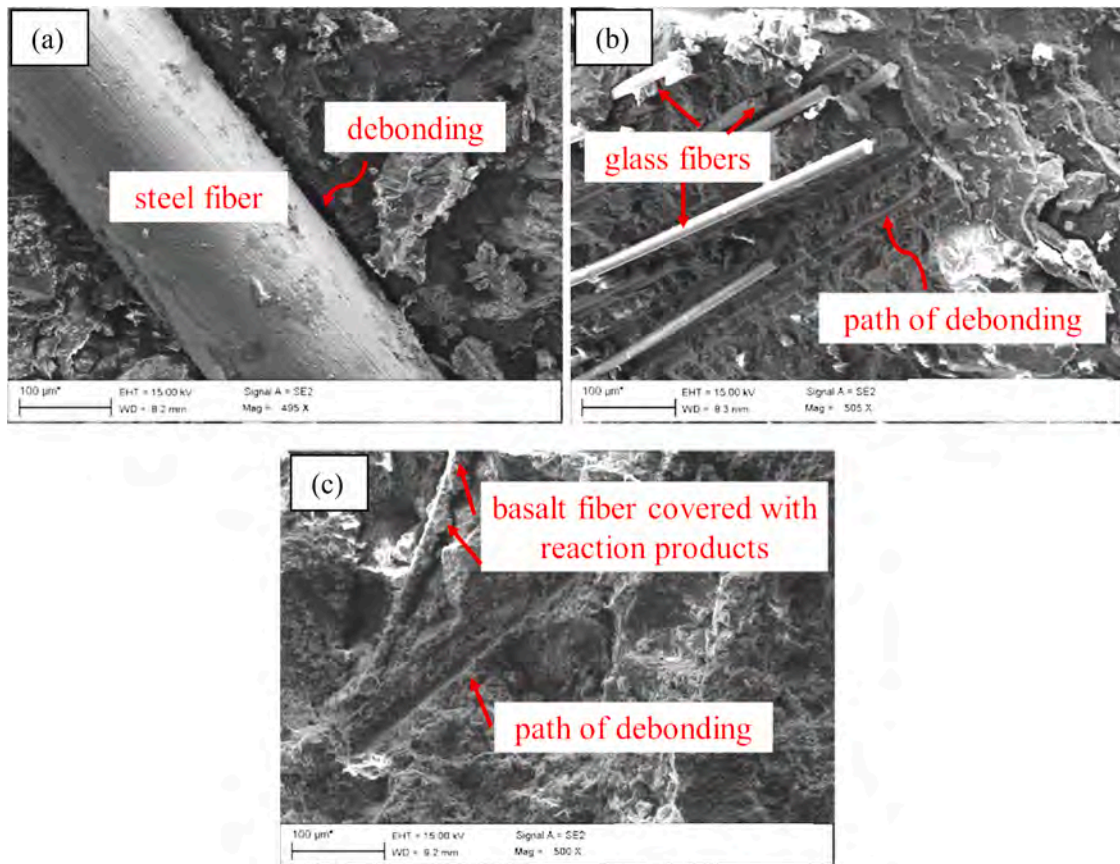 (a)
debonding
steel fiber
100 µm*
EHT = 15.00 kV
Signal A = SE2
WD = 8.2 mm
Mag = 495 X
(b)
glass fibers
path of debonding
100 µm*
EHT = 15.00 kV
Signal A = SE2
WD = 8.3 mm
Mag = 505 X
(c)
basalt fiber covered with
reaction products
path of debonding
100 µm*
EHT = 15.00 kV
Signal A = SE2
WD = 9.2 mm
Mag = 500 X